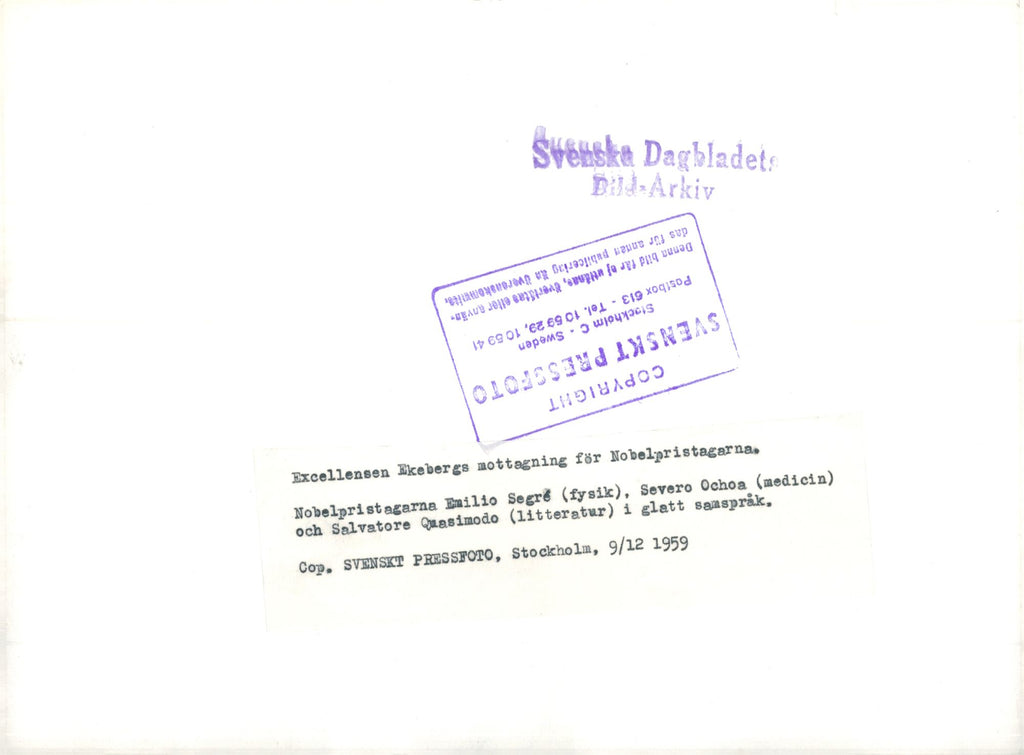 Svenska Dagbladets
Bild-Arkiv
COPYRIGHT
SVENSKT PRESSFOTO
Stockholm C - Sweden
Postbox 613 - Tel. 10 59 29, 10 59 41
Denna bild får ej utlånas, överlåtas eller använ-
das för annan publicering än överenskommits.
Excellensen Ekebergs mottagning för Nobelpristagarna.
Nobelpristagarna Emilio Segré (fysik), Severo Ochoa (medicin)
och Salvatore Quasimodo (litteratur) i glatt samspråk.
Cop. SVENSKT PRESSFOTO, Stockholm, 9/12 1959